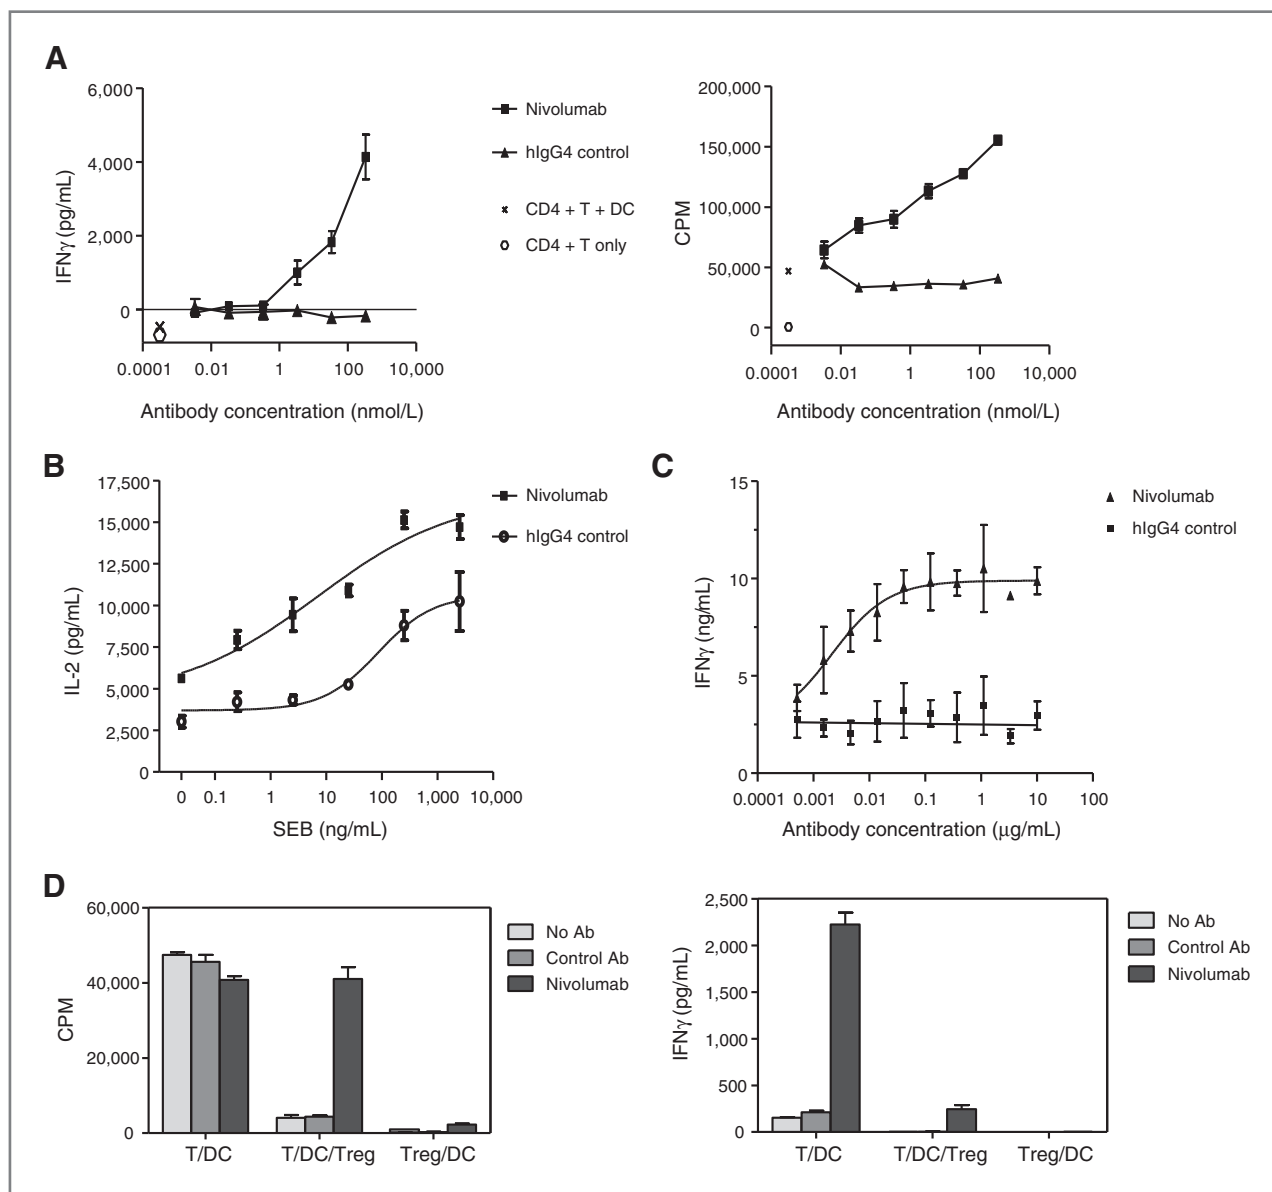 A
6,000
4,000
2,000
0
IFNγ (pg/mL)
0.0001 0.01 1 100 10,000
Antibody concentration (nmol/L)
Nivolumab
hIgG4 control
CD4 + T + DC
CD4 + T only
200,000
150,000
100,000
50,000
0
CPM
0.0001 0.01 1 100 10,000
Antibody concentration (nmol/L)
B
17,500
15,000
12,500
10,000
7,500
5,000
2,500
0
IL-2 (pg/mL)
0 0.1 1 10 100 1,000 10,000
SEB (ng/mL)
Nivolumab
hIgG4 control
C
15
10
5
0
IFNγ (ng/mL)
0.0001 0.001 0.01 0.1 1 10 100
Antibody concentration (μg/mL)
Nivolumab
hIgG4 control
D
60,000
40,000
20,000
0
CPM
T/DC T/DC/Treg Treg/DC
No Ab
Control Ab
Nivolumab
2,500
2,000
1,500
1,000
500
0
IFNγ (pg/mL)
T/DC T/DC/Treg Treg/DC
No Ab
Control Ab
Nivolumab